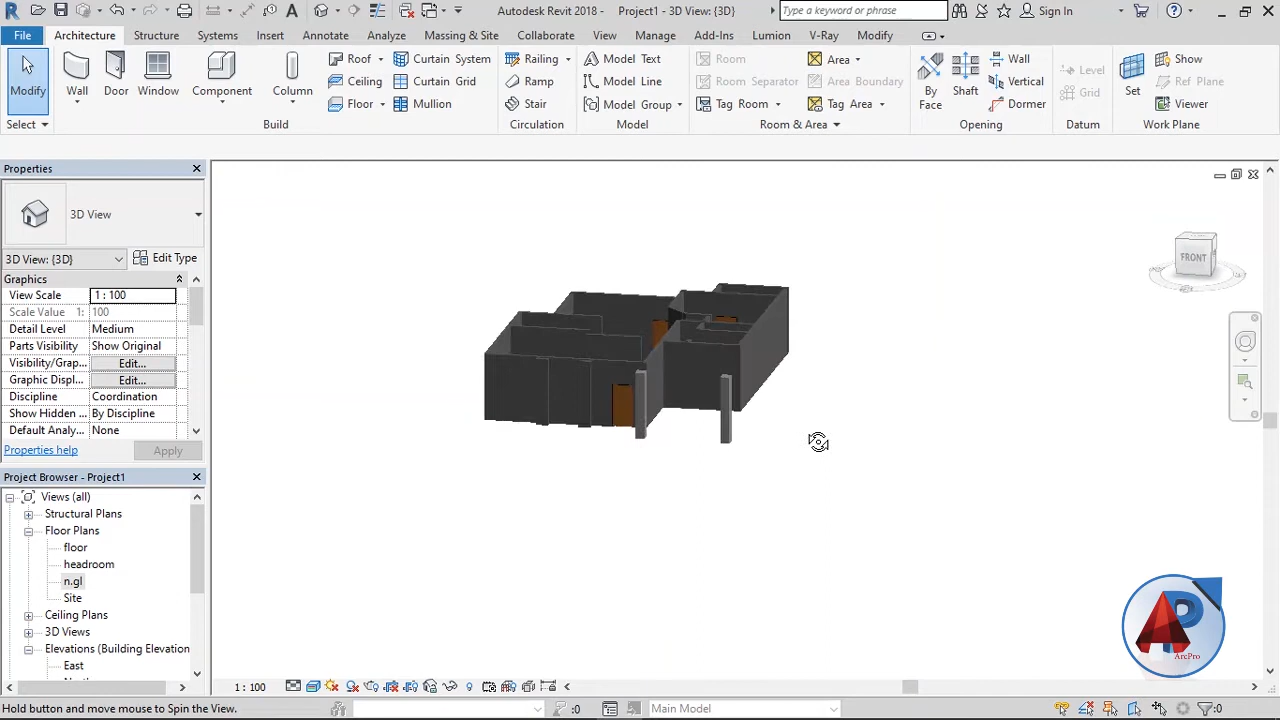 Autodesk Revit 2018 - Project1 - 3D View: {3D}
Type a keyword or phrase
Sign In
File Architecture Structure Systems Insert Annotate Analyze Massing & Site Collaborate View Manage Add-Ins Lumion V-Ray Modify
Modify
Wall
Door
Window
Component
Column
Roof
Ceiling
Floor
Curtain System
Curtain Grid
Mullion
Railing
Ramp
Stair
Model Text
Model Line
Model Group
Room
Room Separator
Tag Room
Area
Area Boundary
Tag Area
By
Face
Shaft
Wall
Vertical
Dormer
Level
Grid
Set
Show
Ref Plane
Viewer
Select
Build
Circulation
Model
Room & Area
Opening
Datum
Work Plane
Properties
3D View
3D View: {3D}
Edit Type
Graphics
View Scale 1 : 100
Scale Value 1: 100
Detail Level Medium
Parts Visibility Show Original
Visibility/Grap... Edit...
Graphic Displ... Edit...
Discipline Coordination
Show Hidden ... By Discipline
Default Analy... None
Properties help
Apply
Project Browser - Project1
Views (all)
Structural Plans
Floor Plans
floor
headroom
n.gl
Site
Ceiling Plans
3D Views
Elevations (Building Elevation
East
FRONT
ArcPro
1 : 100
Hold button and move mouse to Spin the View.
:0
Main Model
:0